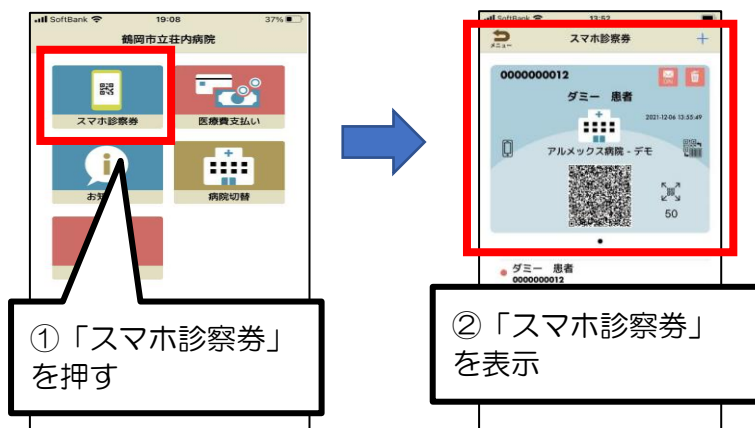 SoftBank 19:08 37%
鶴岡市立荘内病院
スマホ診察券
医療費支払い
病院切替
①「スマホ診察券」
を押す
SoftBank 13:52
メニュー スマホ診察券 +
0000000012
ダミー 患者
2021-12-06 13:55:49
アルメックス病院 - デモ
50
ダミー 患者
0000000012
②「スマホ診察券」
を表示